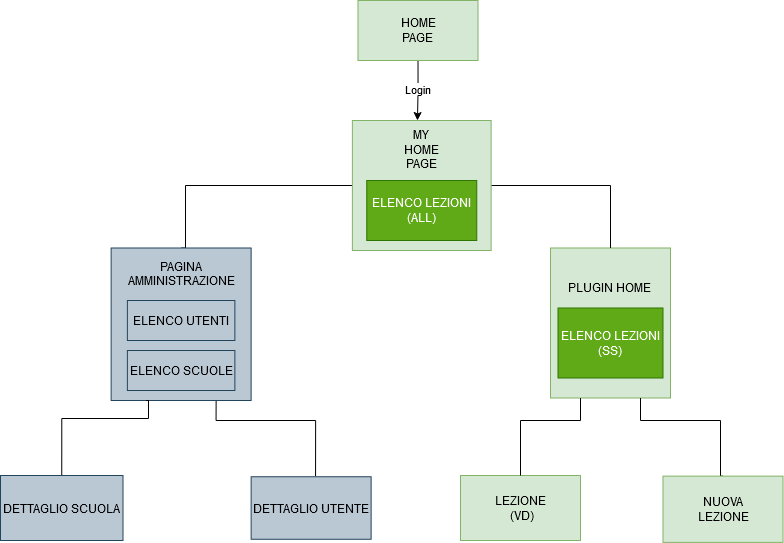 HOME
PAGE
Login
MY
HOME
PAGE
ELENCO LEZIONI
(ALL)
PAGINA
AMMINISTRAZIONE
ELENCO UTENTI
ELENCO SCUOLE
PLUGIN HOME
ELENCO LEZIONI
(SS)
DETTAGLIO SCUOLA
DETTAGLIO UTENTE
LEZIONE
(VD)
NUOVA
LEZIONE